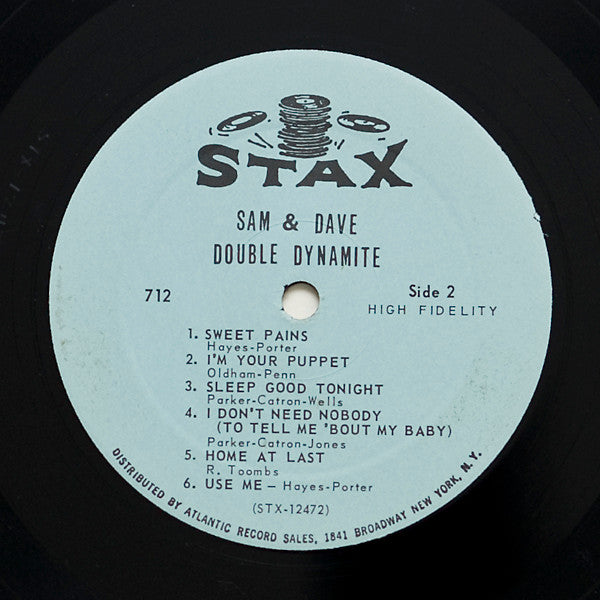 STAX
SAM & DAVE
DOUBLE DYNAMITE
712
Side 2
HIGH FIDELITY
1. SWEET PAINS
Hayes-Porter
2. I'M YOUR PUPPET
Oldham-Penn
3. SLEEP GOOD TONIGHT
Parker-Catron-Wells
4. I DON'T NEED NOBODY
(TO TELL ME 'BOUT MY BABY)
Parker-Catron-Jones
5. HOME AT LAST
R. Toombs
6. USE ME — Hayes-Porter
(STX-12472)
DISTRIBUTED BY ATLANTIC RECORD SALES, 1841 BROADWAY NEW YORK, N.Y.